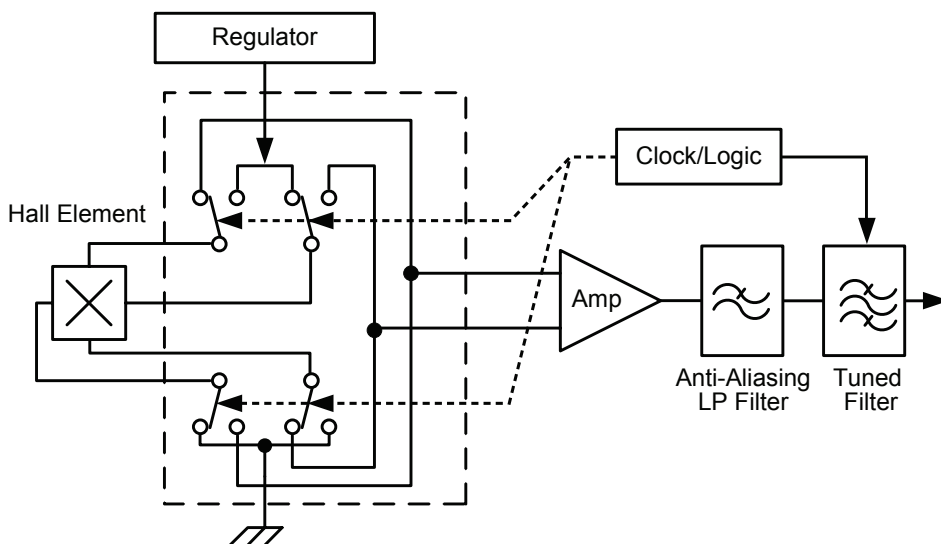 Regulator
Clock/Logic
Hall Element
Amp
Anti-Aliasing
LP Filter
Tuned
Filter